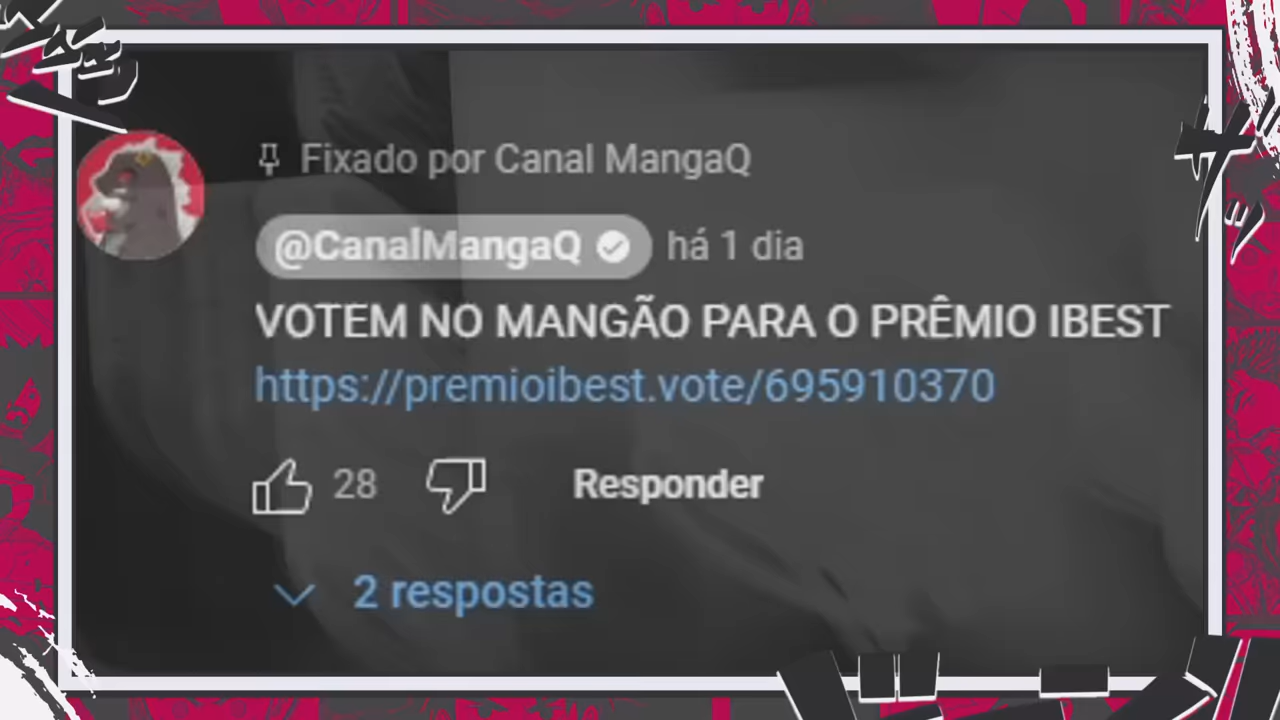 Fixado por Canal MangaQ
@CanalMangaQ há 1 dia
VOTEM NO MANGÃO PARA O PRÊMIO IBEST
https://premioibest.vote/695910370
28 Responder
2 respostas